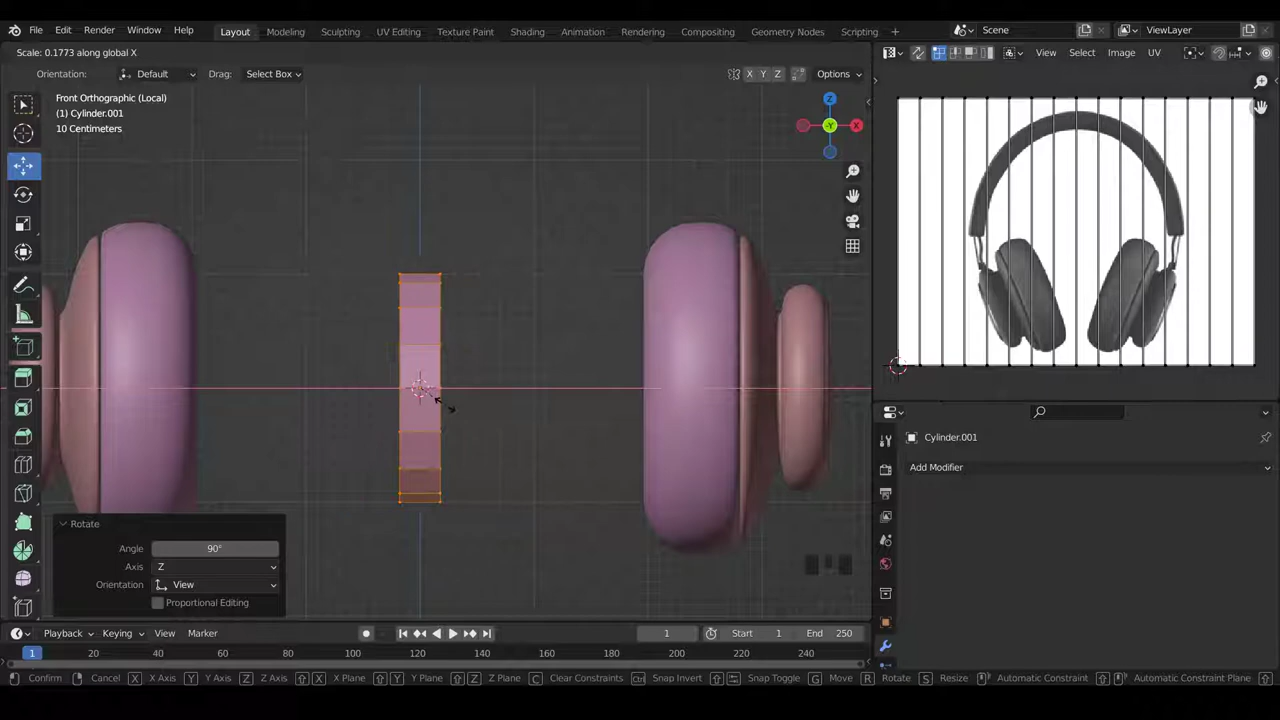 File Edit Render Window Help Layout Modeling Sculpting UV Editing Texture Paint Shading Animation Rendering Compositing Geometry Nodes Scripting + Scene ViewLayer
Scale: 0.1773 along global X
View Select Image UV
Orientation: Default Drag: Select Box X Y Z Options
Front Orthographic (Local)
(1) Cylinder.001
10 Centimeters
Z
-Y
X
Cylinder.001
Add Modifier
Rotate
Angle 90°
Axis Z
Orientation View
Proportional Editing
Playback Keying View Marker 1 Start 1 End 250
1 20 40 60 80 100 120 140 160 180 200 220 240
Confirm X Cancel X X Axis Y Y Axis Z Z Axis X X Plane Y Y Plane Z Z Plane C Clear Constraints Ctrl Snap Invert Snap Toggle G Move R Rotate S Resize Automatic Constraint Automatic Constraint Plane